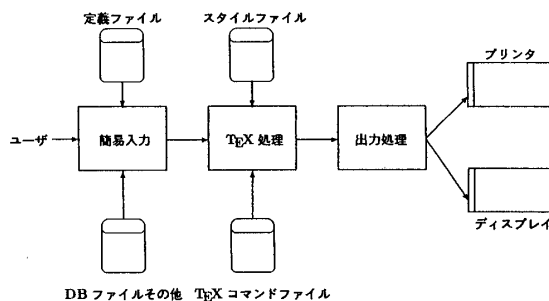 定義ファイル
スタイルファイル
プリンタ
ユーザ
簡易入力
TEX 処理
出力処理
ディスプレイ
DB ファイルその他
TEX コマンドファイル